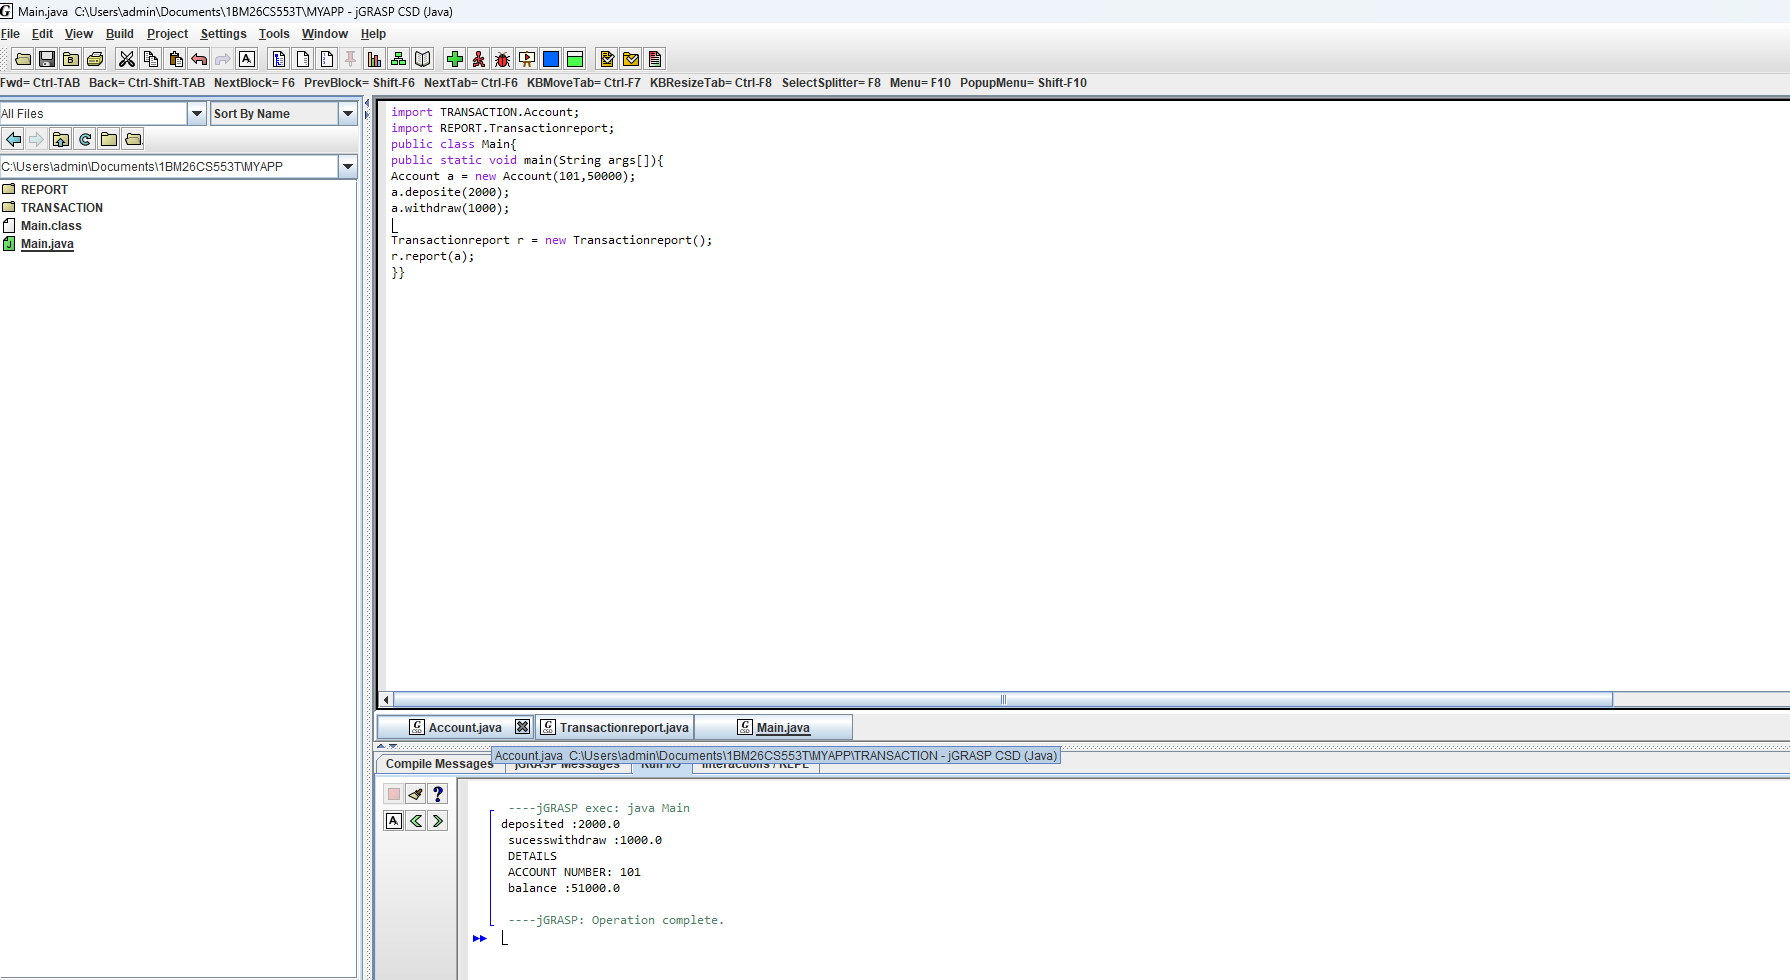 Main.java  C:\Users\admin\Documents\1BM26CS553T\MYAPP - jGRASP CSD (Java)
File Edit View Build Project Settings Tools Window Help
Fwd= Ctrl-TAB Back= Ctrl-Shift-TAB NextBlock= F6 PrevBlock= Shift-F6 NextTab= Ctrl-F6 KBMoveTab= Ctrl-F7 KBResizeTab= Ctrl-F8 SelectSplitter= F8 Menu= F10 PopupMenu= Shift-F10
All Files
Sort By Name
C:\Users\admin\Documents\1BM26CS553T\MYAPP
REPORT
TRANSACTION
Main.class
Main.java
import TRANSACTION.Account;
import REPORT.Transactionreport;
public class Main{
public static void main(String args[]){
Account a = new Account(101,50000);
a.deposite(2000);
a.withdraw(1000);
Transactionreport r = new Transactionreport();
r.report(a);
}}
Account.java
Transactionreport.java
Main.java
Account.java  C:\Users\admin\Documents\1BM26CS553T\MYAPP\TRANSACTION - jGRASP CSD (Java)
Compile Messages jGRASP Messages Run I/O Interactions / REPL
----jGRASP exec: java Main
deposited :2000.0
sucesswithdraw :1000.0
DETAILS
ACCOUNT NUMBER: 101
balance :51000.0
----jGRASP: Operation complete.